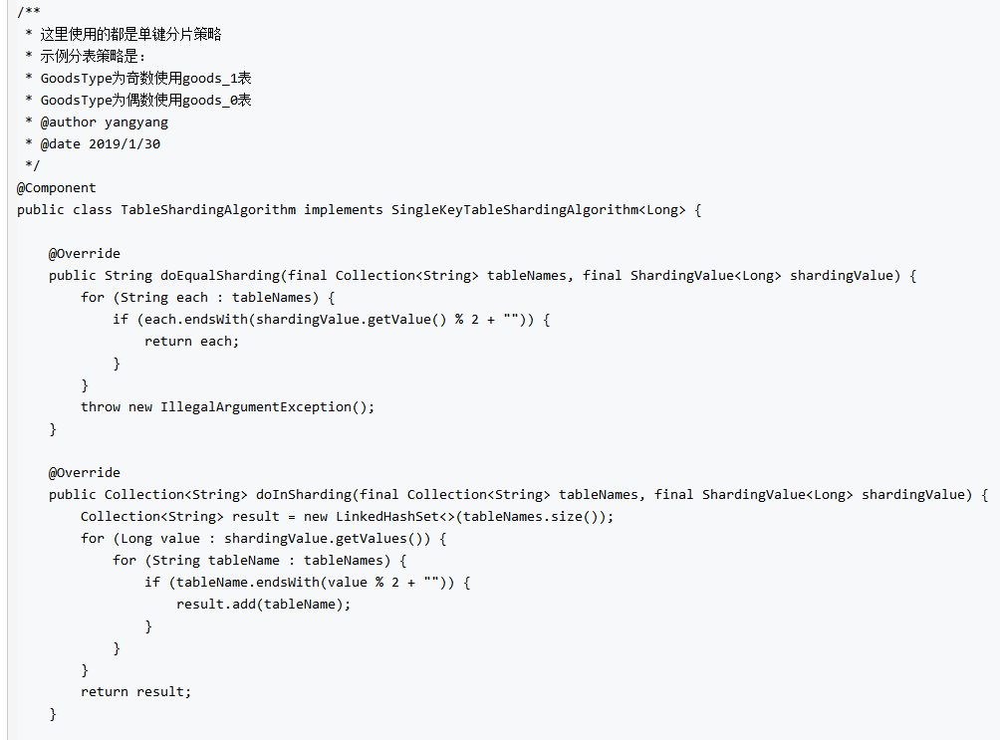 /**
 * 这里使用的都是单键分片策略
 * 示例分表策略是：
 * GoodsType为奇数使用goods_1表
 * GoodsType为偶数使用goods_0表
 * @author yangyang
 * @date 2019/1/30
 */
@Component
public class TableShardingAlgorithm implements SingleKeyTableShardingAlgorithm<Long> {

    @Override
    public String doEqualSharding(final Collection<String> tableNames, final ShardingValue<Long> shardingValue) {
        for (String each : tableNames) {
            if (each.endsWith(shardingValue.getValue() % 2 + "")) {
                return each;
            }
        }
        throw new IllegalArgumentException();
    }

    @Override
    public Collection<String> doInSharding(final Collection<String> tableNames, final ShardingValue<Long> shardingValue) {
        Collection<String> result = new LinkedHashSet<>(tableNames.size());
        for (Long value : shardingValue.getValues()) {
            for (String tableName : tableNames) {
                if (tableName.endsWith(value % 2 + "")) {
                    result.add(tableName);
                }
            }
        }
        return result;
    }